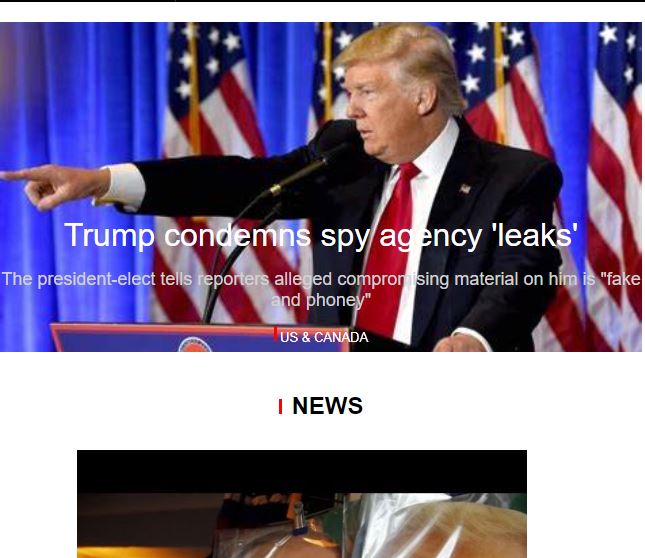 Trump condemns spy agency 'leaks'
The president-elect tells reporters alleged compromising material on him is "fake
and phoney"
US & CANADA
NEWS